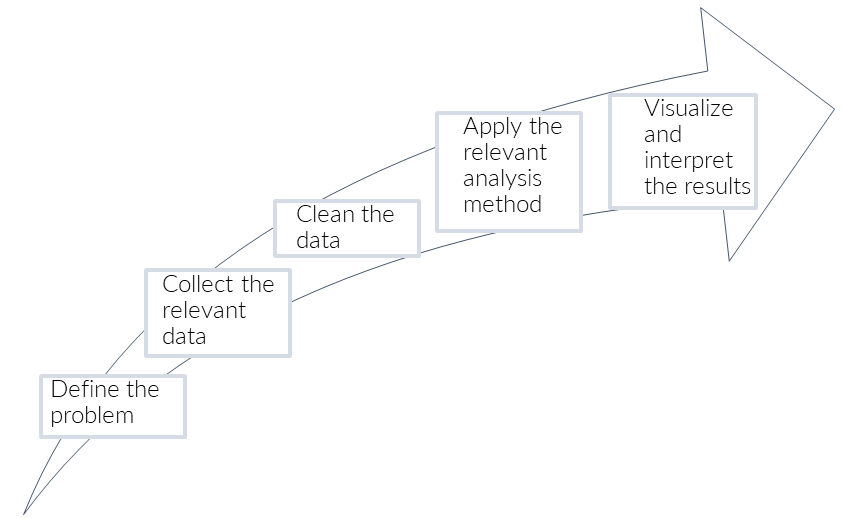 Define the
problem
Collect the
relevant
data
Clean the
data
Apply the
relevant
analysis
method
Visualize
and
interpret
the results